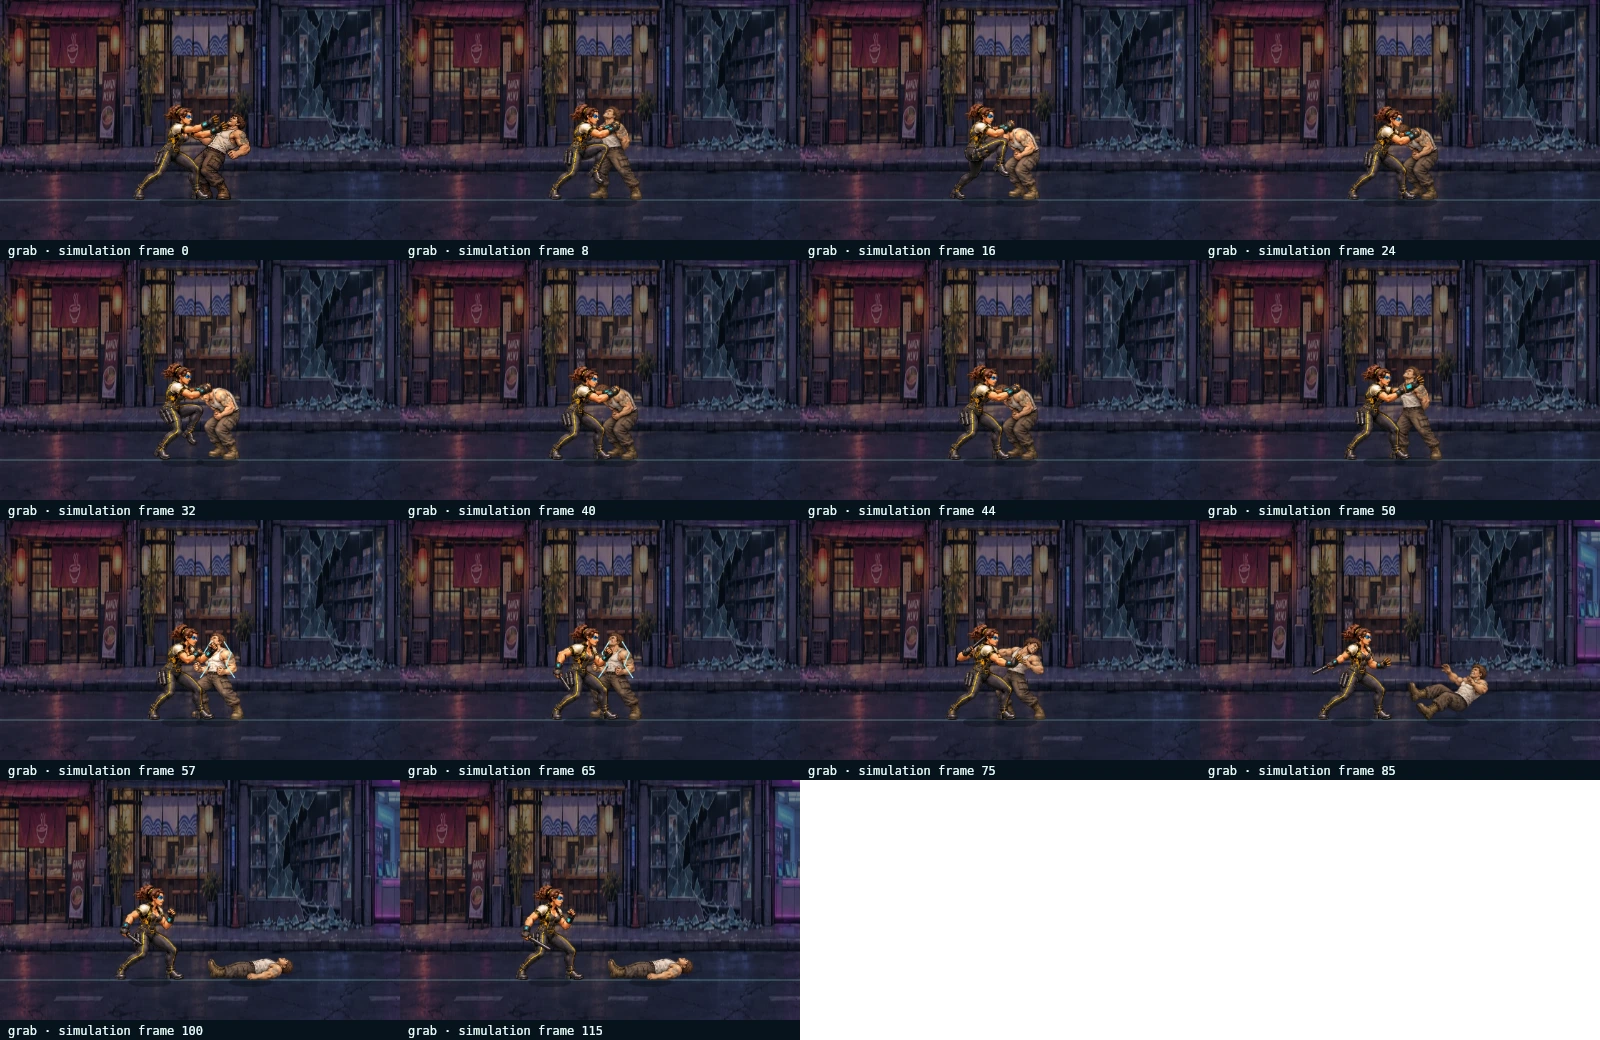 grab · simulation frame 0
grab · simulation frame 8
grab · simulation frame 16
grab · simulation frame 24
grab · simulation frame 32
grab · simulation frame 40
grab · simulation frame 44
grab · simulation frame 50
grab · simulation frame 57
grab · simulation frame 65
grab · simulation frame 75
grab · simulation frame 85
grab · simulation frame 100
grab · simulation frame 115